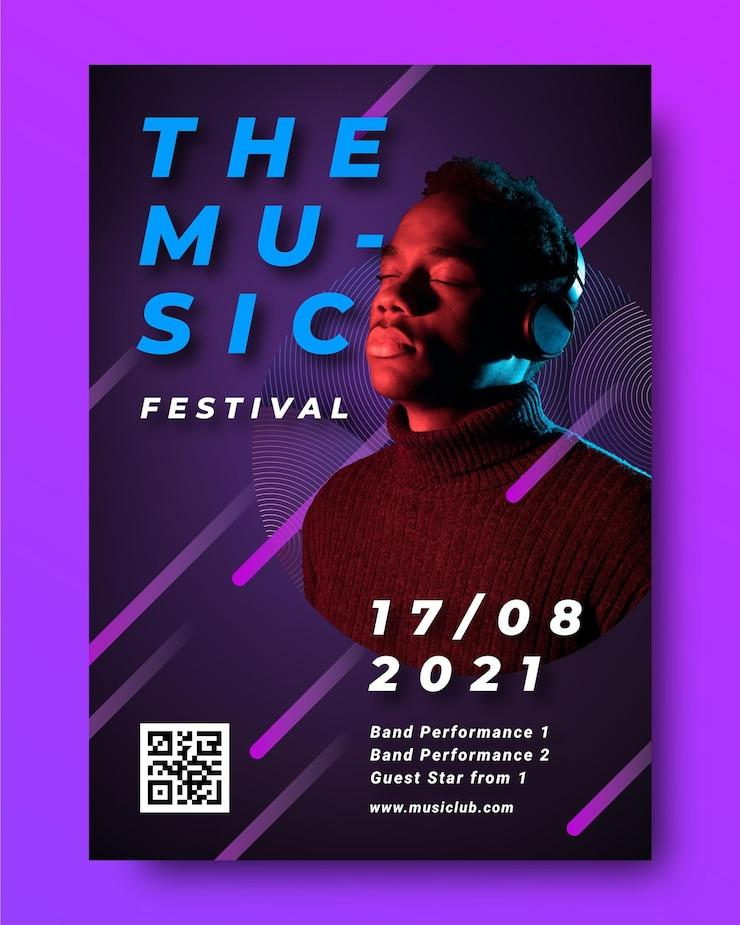 THE
MU-
SIC
FESTIVAL
17/08
2021
Band Performance 1
Band Performance 2
Guest Star from 1
www.musiclub.com